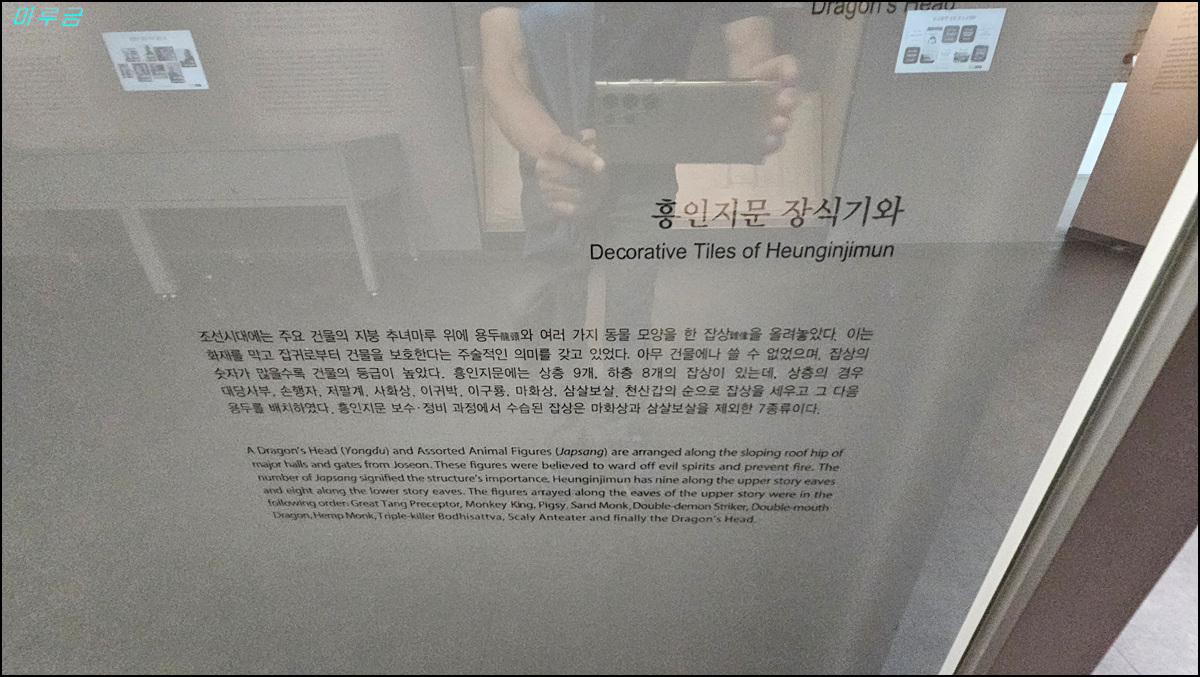 미루금
Dragon's Head
흥인지문 장식기와
Decorative Tiles of Heunginjimun
조선시대에는 주요 건물의 지붕 추녀마루 위에 용두龍頭와 여러 가지 동물 모양을 한 잡상雜像을 올려놓았다. 이는
화재를 막고 잡귀로부터 건물을 보호한다는 주술적인 의미를 갖고 있었다. 아무 건물에나 쓸 수 없었으며, 잡상의
숫자가 많을수록 건물의 등급이 높았다. 흥인지문에는 상층 9개, 하층 8개의 잡상이 있는데, 상층의 경우
대당사부, 손행자, 저팔계, 사화상, 이귀박, 이구룡, 마화상, 삼살보살, 천신갑의 순으로 잡상을 세우고 그 다음
용두를 배치하였다. 흥인지문 보수·정비 과정에서 수습된 잡상은 마화상과 삼살보살을 제외한 7종류이다.
A Dragon's Head (Yongdu) and Assorted Animal Figures (Japsang) are arranged along the sloping roof hip of
major halls and gates from Joseon. These figures were believed to ward off evil spirits and prevent fire. The
number of Japsang signified the structure's importance. Heunginjimun has nine along the upper story eaves
and eight along the lower story eaves. The figures arrayed along the eaves of the upper story were in the
following order: Great Tang Preceptor, Monkey King, Pigsy, Sand Monk, Double-demon Striker, Double-mouth
Dragon, Hemp Monk, Triple-killer Bodhisattva, Scaly Anteater and finally the Dragon's Head.